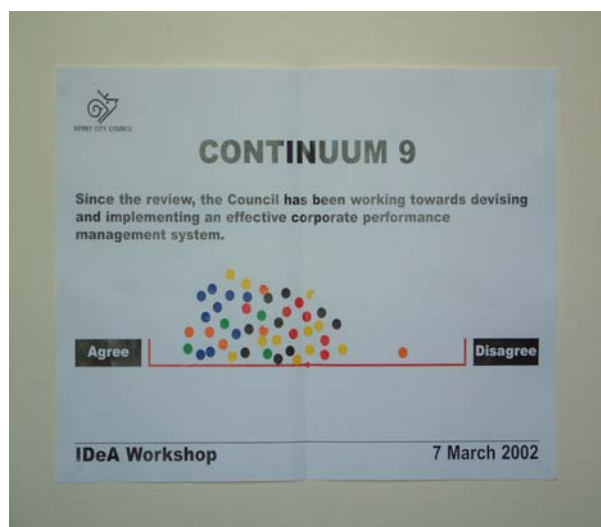 DERBY CITY COUNCIL
CONTINUUM 9
Since the review, the Council has been working towards devising
and implementing an effective corporate performance
management system.
Agree
Disagree
IDeA Workshop
7 March 2002